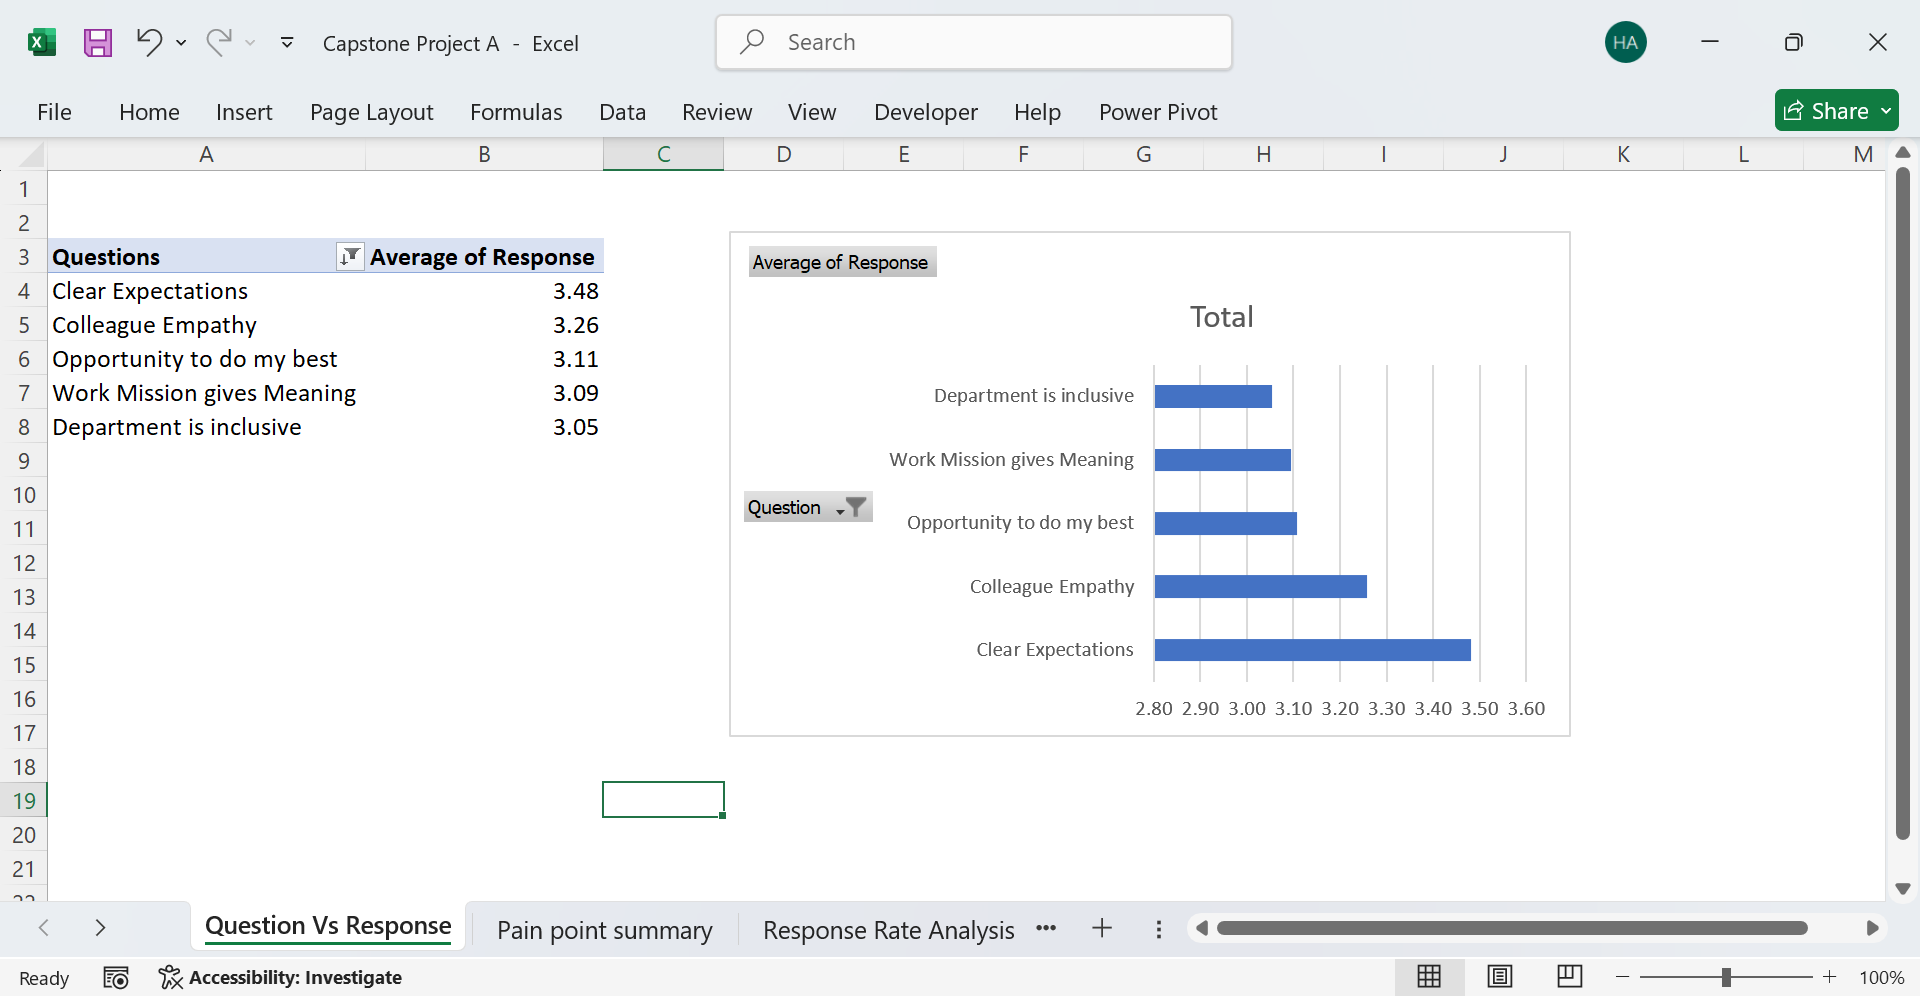 Capstone Project A - Excel
Search
HA
File Home Insert Page Layout Formulas Data Review View Developer Help Power Pivot
Share
A B C D E F G H I J K L M
1
2
3 Questions Average of Response
4 Clear Expectations 3.48
5 Colleague Empathy 3.26
6 Opportunity to do my best 3.11
7 Work Mission gives Meaning 3.09
8 Department is inclusive 3.05
9
10
11
12
13
14
15
16
17
18
19
20
21
22
Average of Response
Total
Department is inclusive
Work Mission gives Meaning
Question
Opportunity to do my best
Colleague Empathy
Clear Expectations
2.80 2.90 3.00 3.10 3.20 3.30 3.40 3.50 3.60
Question Vs Response Pain point summary Response Rate Analysis
Ready Accessibility: Investigate 100%